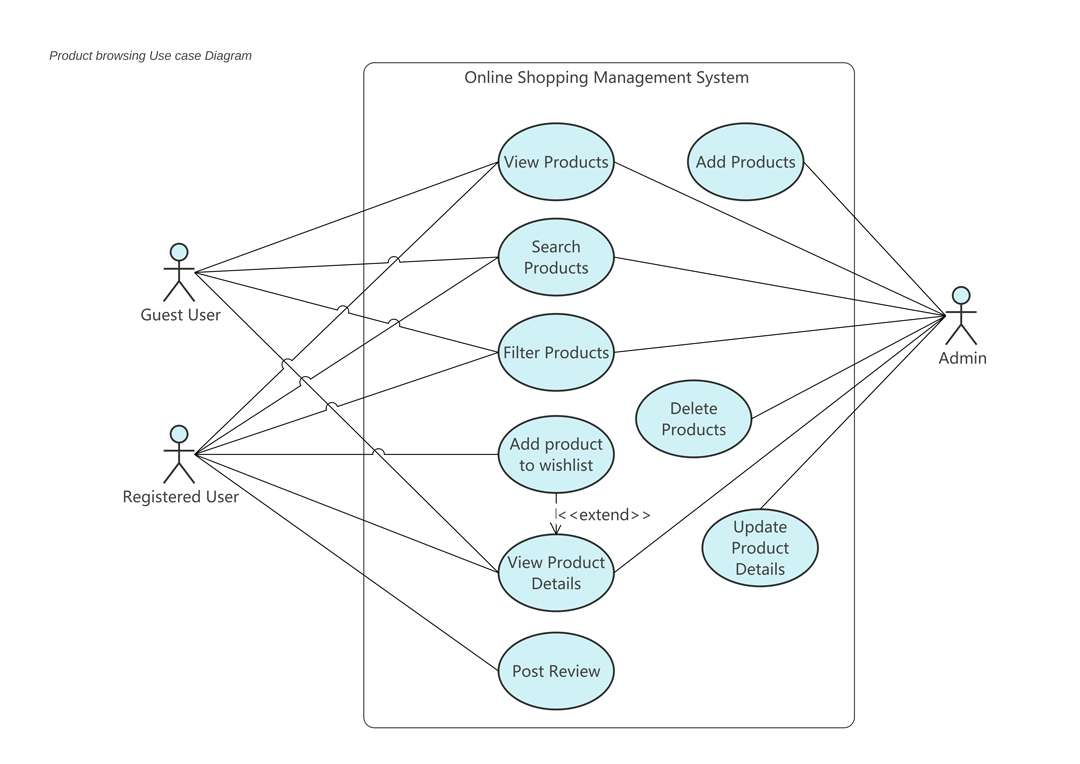 Product browsing Use case Diagram
Online Shopping Management System
View Products
Add Products
Search
Products
Guest User
Filter Products
Admin
Delete
Products
Add product
to wishlist
Registered User
<<extend>>
Update
Product
Details
View Product
Details
Post Review